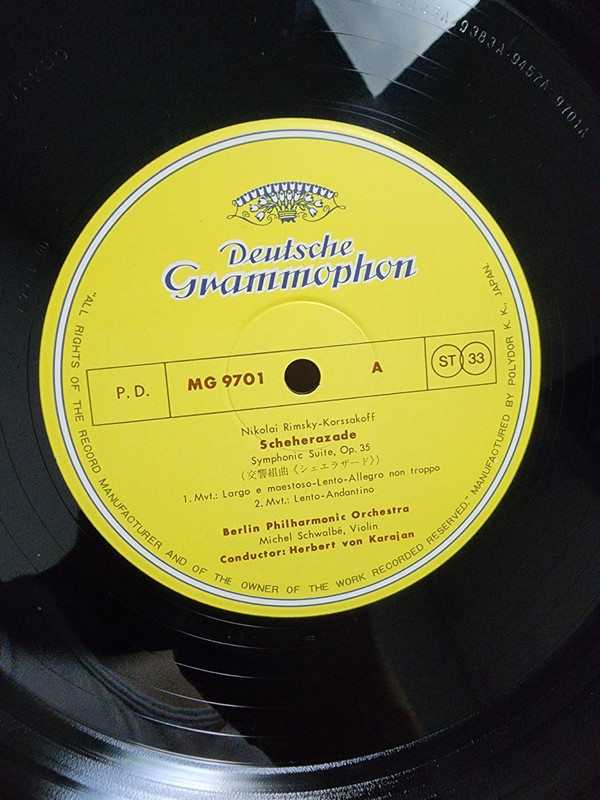 9383A·9457A 9701A
Deutsche
Grammophon
P.D.
MG 9701
A
ST 33
Nikolai Rimsky-Korssakoff
Scheherazade
Symphonic Suite, Op. 35
(交響組曲《シェエラザード》)
1. Mvt.: Largo e maestoso-Lento-Allegro non troppo
2. Mvt.: Lento-Andantino
Berlin Philharmonic Orchestra
Michel Schwalbé, Violin
Conductor: Herbert von Karajan
"ALL RIGHTS OF THE RECORD MANUFACTURER AND OF THE OWNER OF THE WORK RECORDED RESERVED." MANUFACTURED BY POLYDOR K. K., JAPAN.